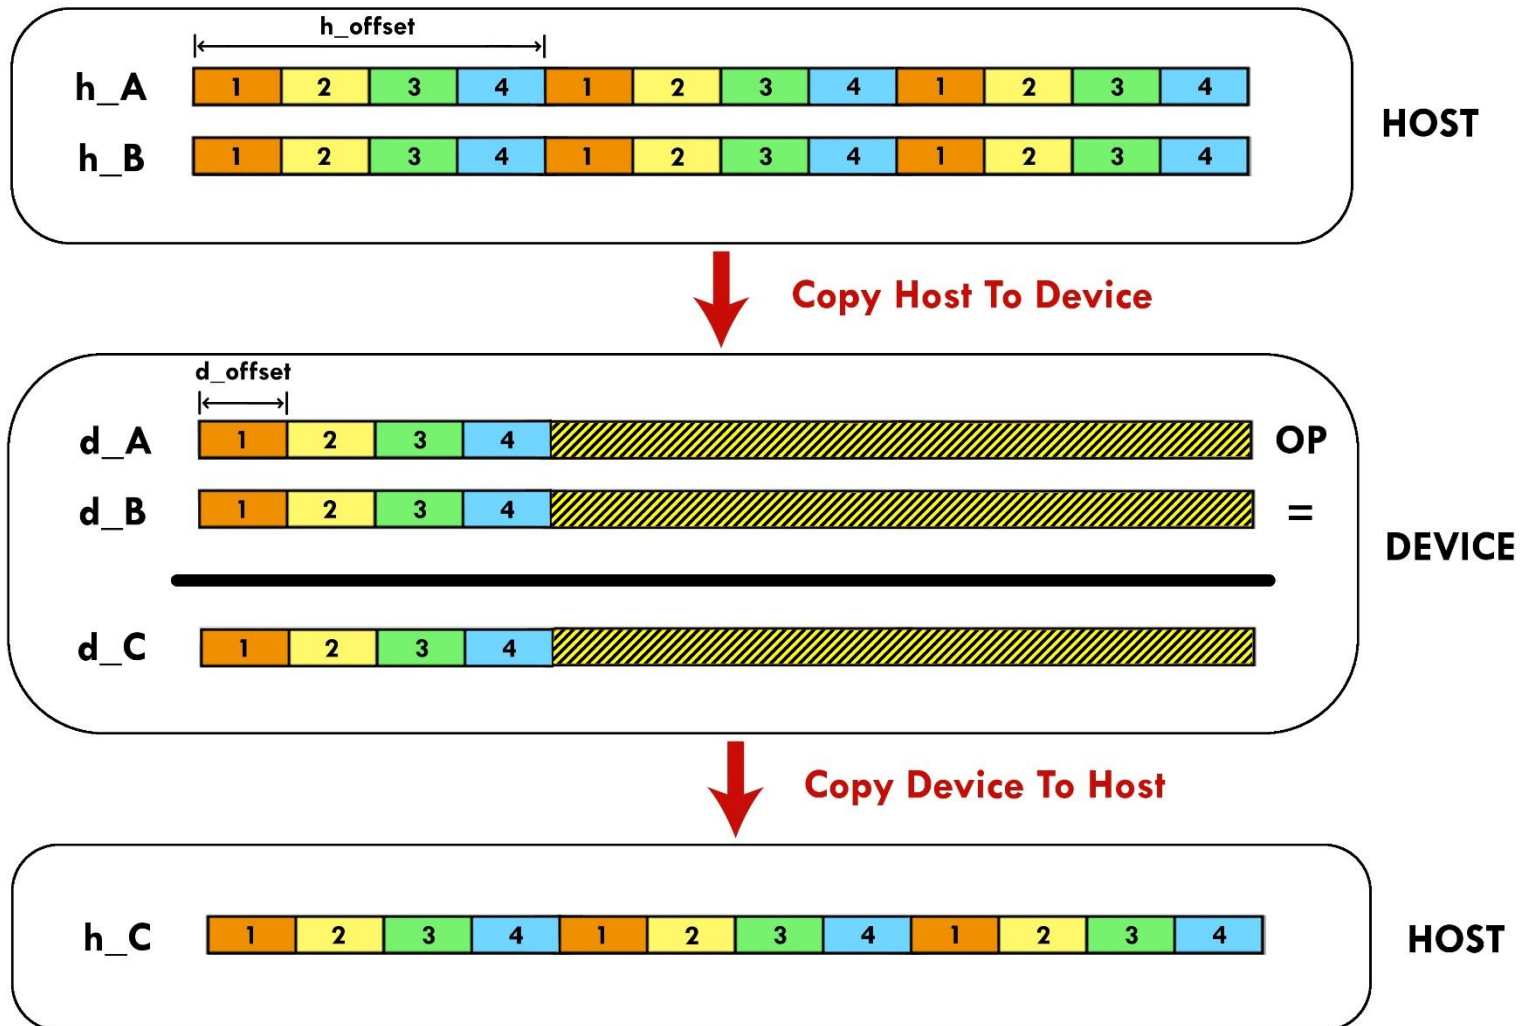 h_offset
h_A 1 2 3 4 1 2 3 4 1 2 3 4
HOST
h_B 1 2 3 4 1 2 3 4 1 2 3 4
Copy Host To Device
d_offset
d_A 1 2 3 4 OP
d_B 1 2 3 4 =
DEVICE
d_C 1 2 3 4
Copy Device To Host
h_C 1 2 3 4 1 2 3 4 1 2 3 4
HOST